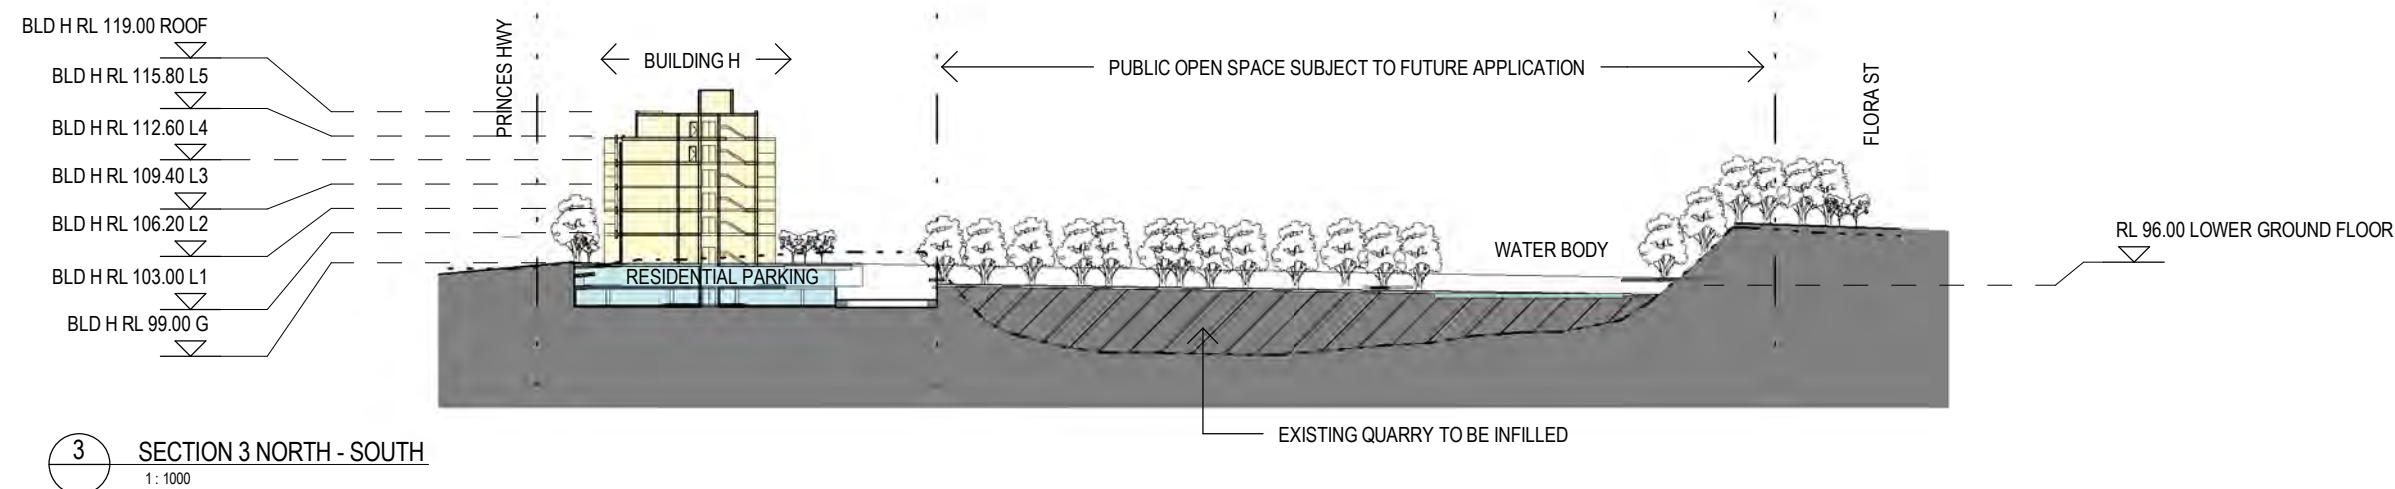 BLD H RL 119.00 ROOF
BLD H RL 115.80 L5
BLD H RL 112.60 L4
BLD H RL 109.40 L3
BLD H RL 106.20 L2
BLD H RL 103.00 L1
BLD H RL 99.00 G
PRINCES HWY
BUILDING H
PUBLIC OPEN SPACE SUBJECT TO FUTURE APPLICATION
FLORA ST
RL 96.00 LOWER GROUND FLOOR
WATER BODY
RESIDENTIAL PARKING
EXISTING QUARRY TO BE INFILLED
3
SECTION 3 NORTH - SOUTH
1 : 1000